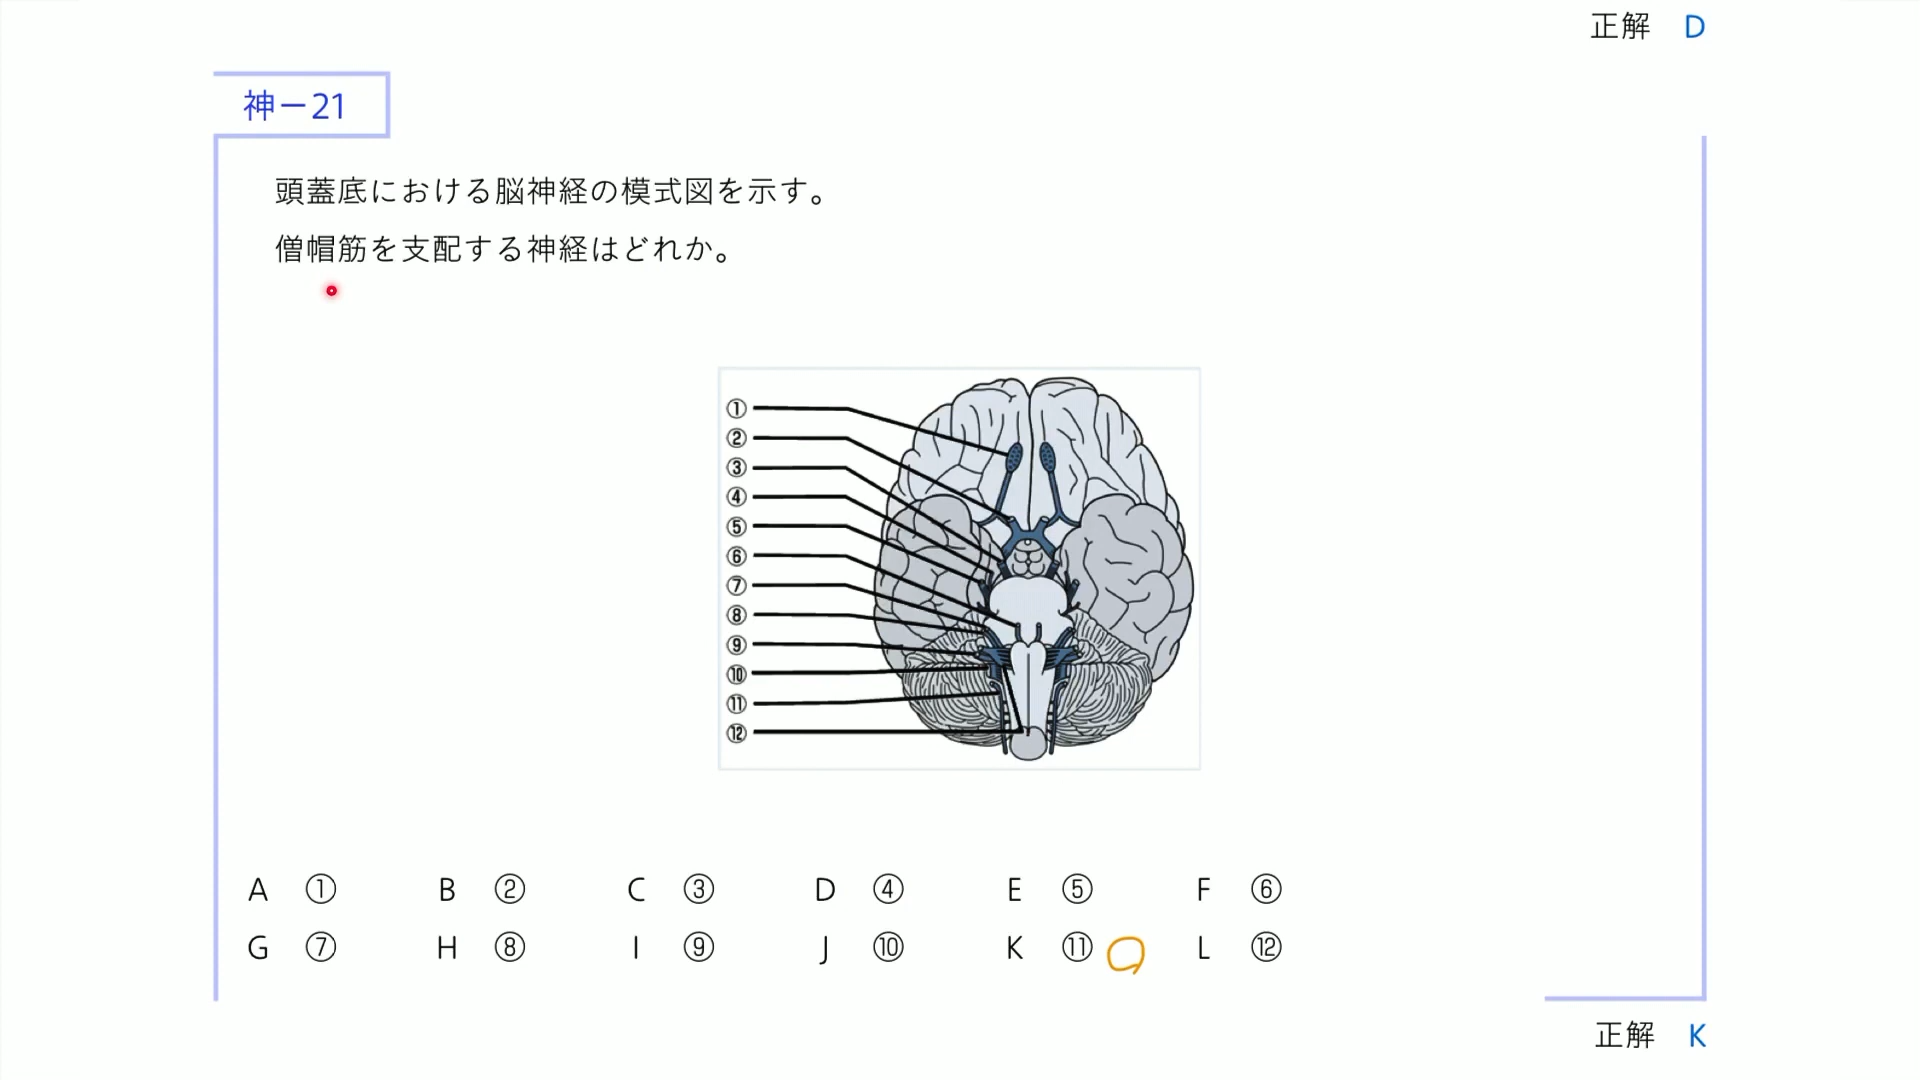 正解 D
神－21
頭蓋底における脳神経の模式図を示す。
僧帽筋を支配する神経はどれか。
①
②
③
④
⑤
⑥
⑦
⑧
⑨
⑩
⑪
⑫
A ① B ② C ③ D ④ E ⑤ F ⑥
G ⑦ H ⑧ I ⑨ J ⑩ K ⑪ L ⑫
正解 K